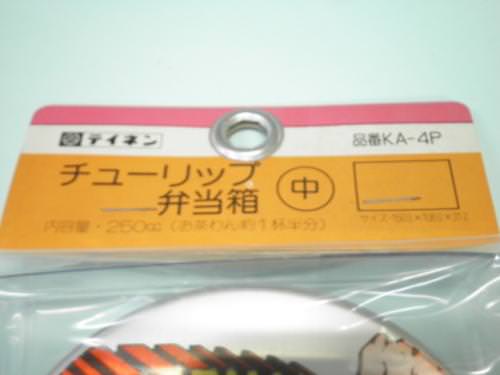 テイネン
品番KA-4P
チューリップ
弁当箱
中
内容量・250cc(お茶わん約1杯半分)